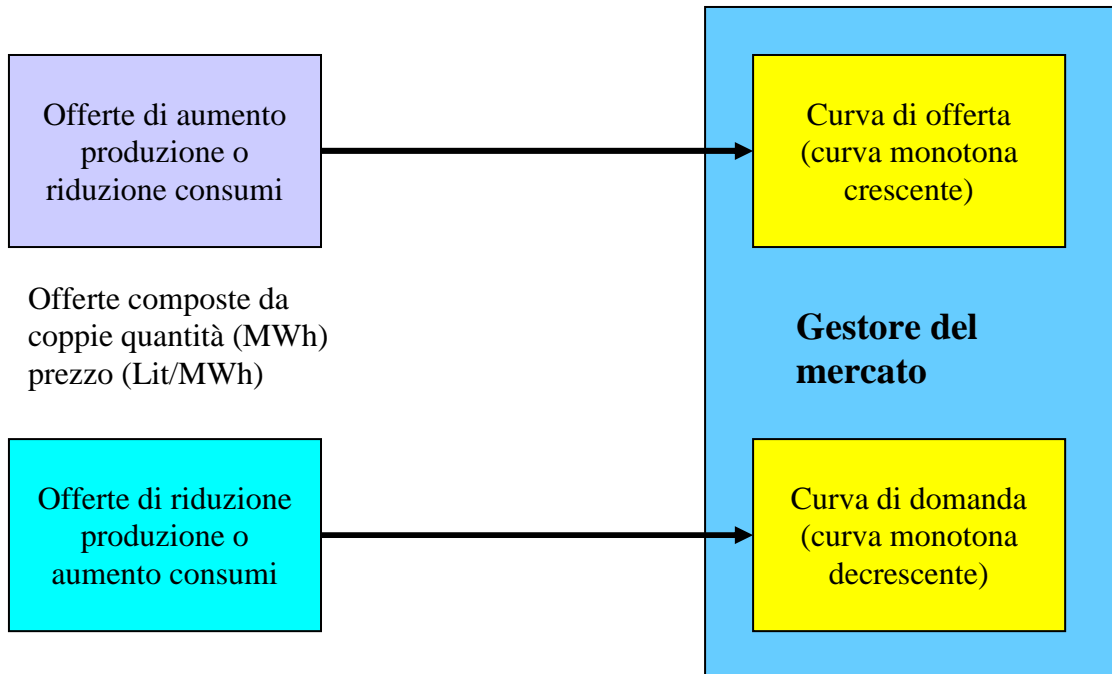 Offerte di aumento
produzione o
riduzione consumi
Curva di offerta
(curva monotona
crescente)
Offerte composte da
coppie quantità (MWh)
prezzo (Lit/MWh)
Gestore del
mercato
Offerte di riduzione
produzione o
aumento consumi
Curva di domanda
(curva monotona
decrescente)